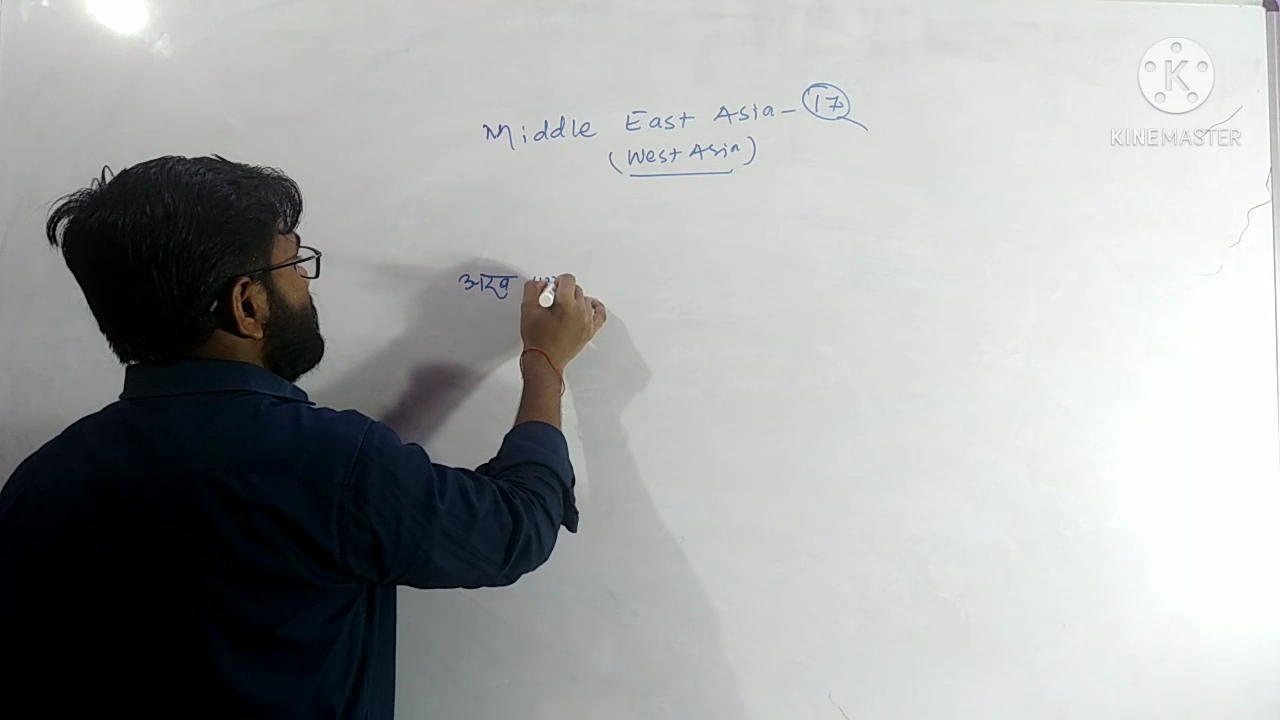 Middle East Asia - 17
(West Asia)
अरब
K
KINEMASTER